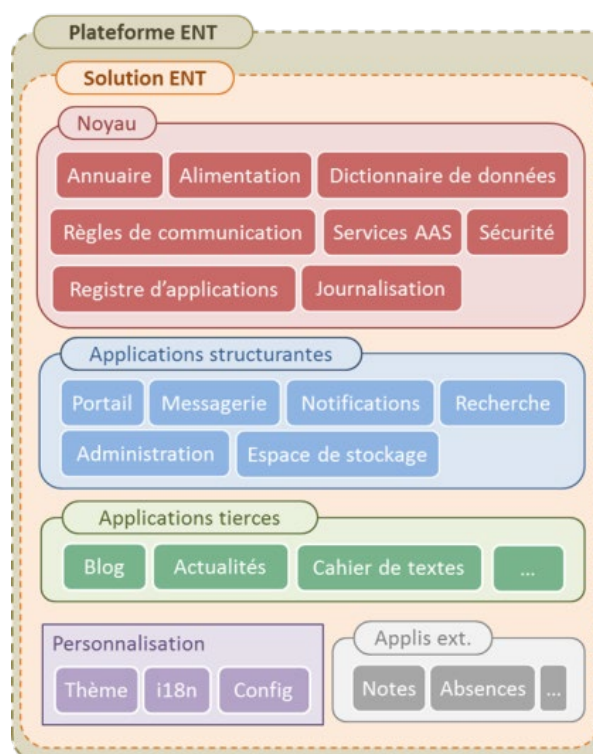 Plateforme ENT
Solution ENT
Noyau
Annuaire Alimentation Dictionnaire de données
Règles de communication Services AAS Sécurité
Registre d'applications Journalisation
Applications structurantes
Portail Messagerie Notifications Recherche
Administration Espace de stockage
Applications tierces
Blog Actualités Cahier de textes ...
Personnalisation
Thème i18n Config
Applis ext.
Notes Absences ...